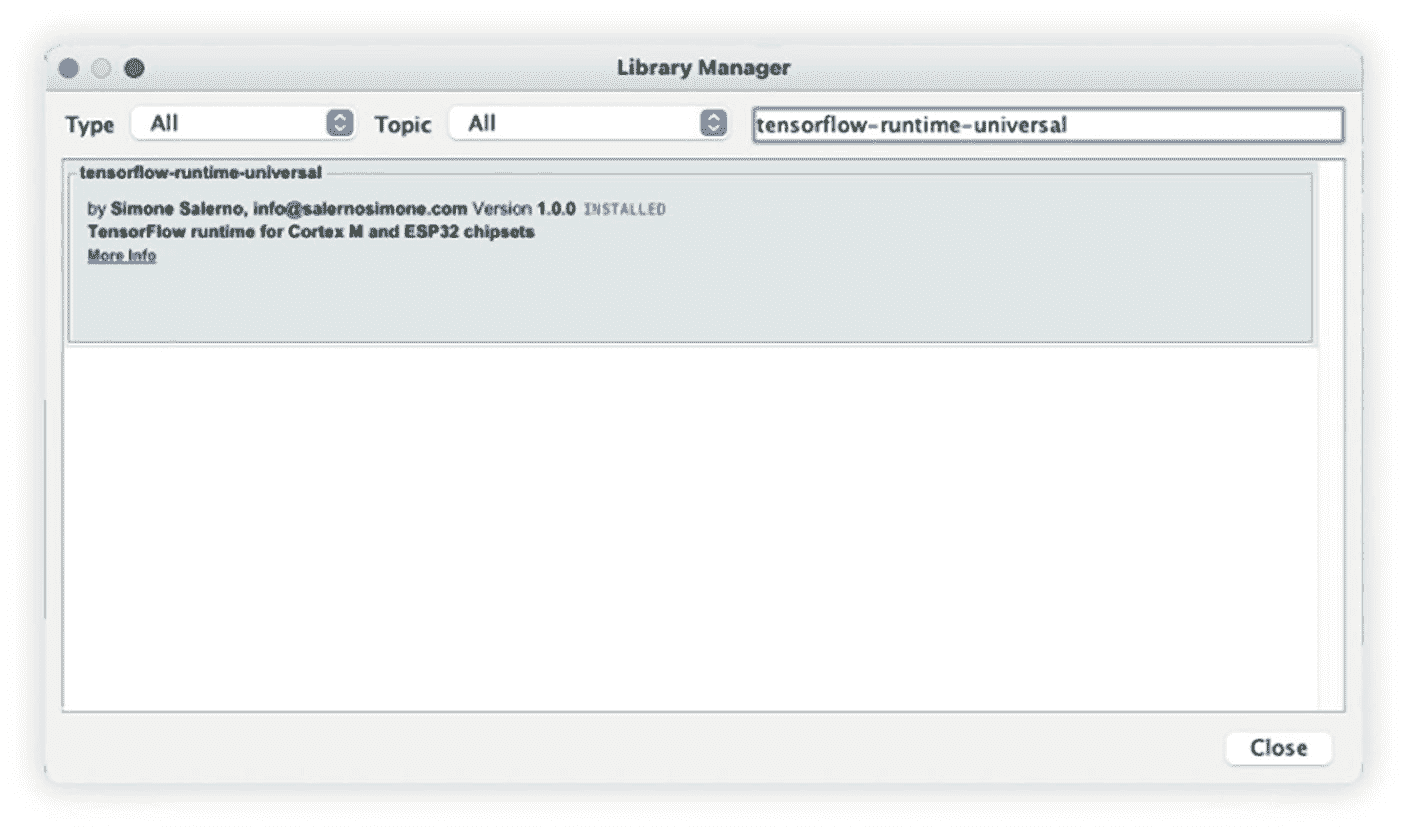 Library Manager
Type All Topic All tensorflow-runtime-universal
tensorflow-runtime-universal
by Simone Salerno, info@salernosimone.com Version 1.0.0 INSTALLED
TensorFlow runtime for Cortex M and ESP32 chipsets
More Info
Close